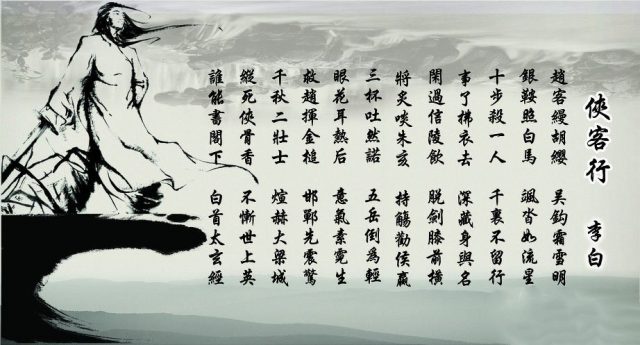 俠客行 李白
趙客縵胡纓 吳鈎霜雪明
銀鞍照白馬 颯沓如流星
十步殺一人 千裏不留行
事了拂衣去 深藏身與名
閑過信陵飲 脫劍膝前橫
將炙啖朱亥 持觴勸侯嬴
三杯吐然諾 五岳倒爲輕
眼花耳熱后 意氣素霓生
救趙揮金槌 邯鄲先震驚
千秋二壯士 煊赫大梁城
縱死俠骨香 不慚世上英
誰能書閣下 白首太玄經